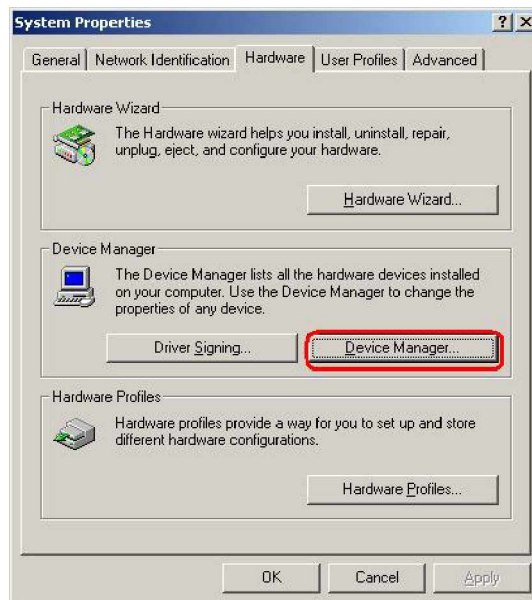 System Properties
General
Network Identification
Hardware
User Profiles
Advanced
Hardware Wizard
The Hardware wizard helps you install, uninstall, repair,
unplug, eject, and configure your hardware.
Hardware Wizard...
Device Manager
The Device Manager lists all the hardware devices installed
on your computer. Use the Device Manager to change the
properties of any device.
Driver Signing...
Device Manager...
Hardware Profiles
Hardware profiles provide a way for you to set up and store
different hardware configurations.
Hardware Profiles...
OK
Cancel
Apply